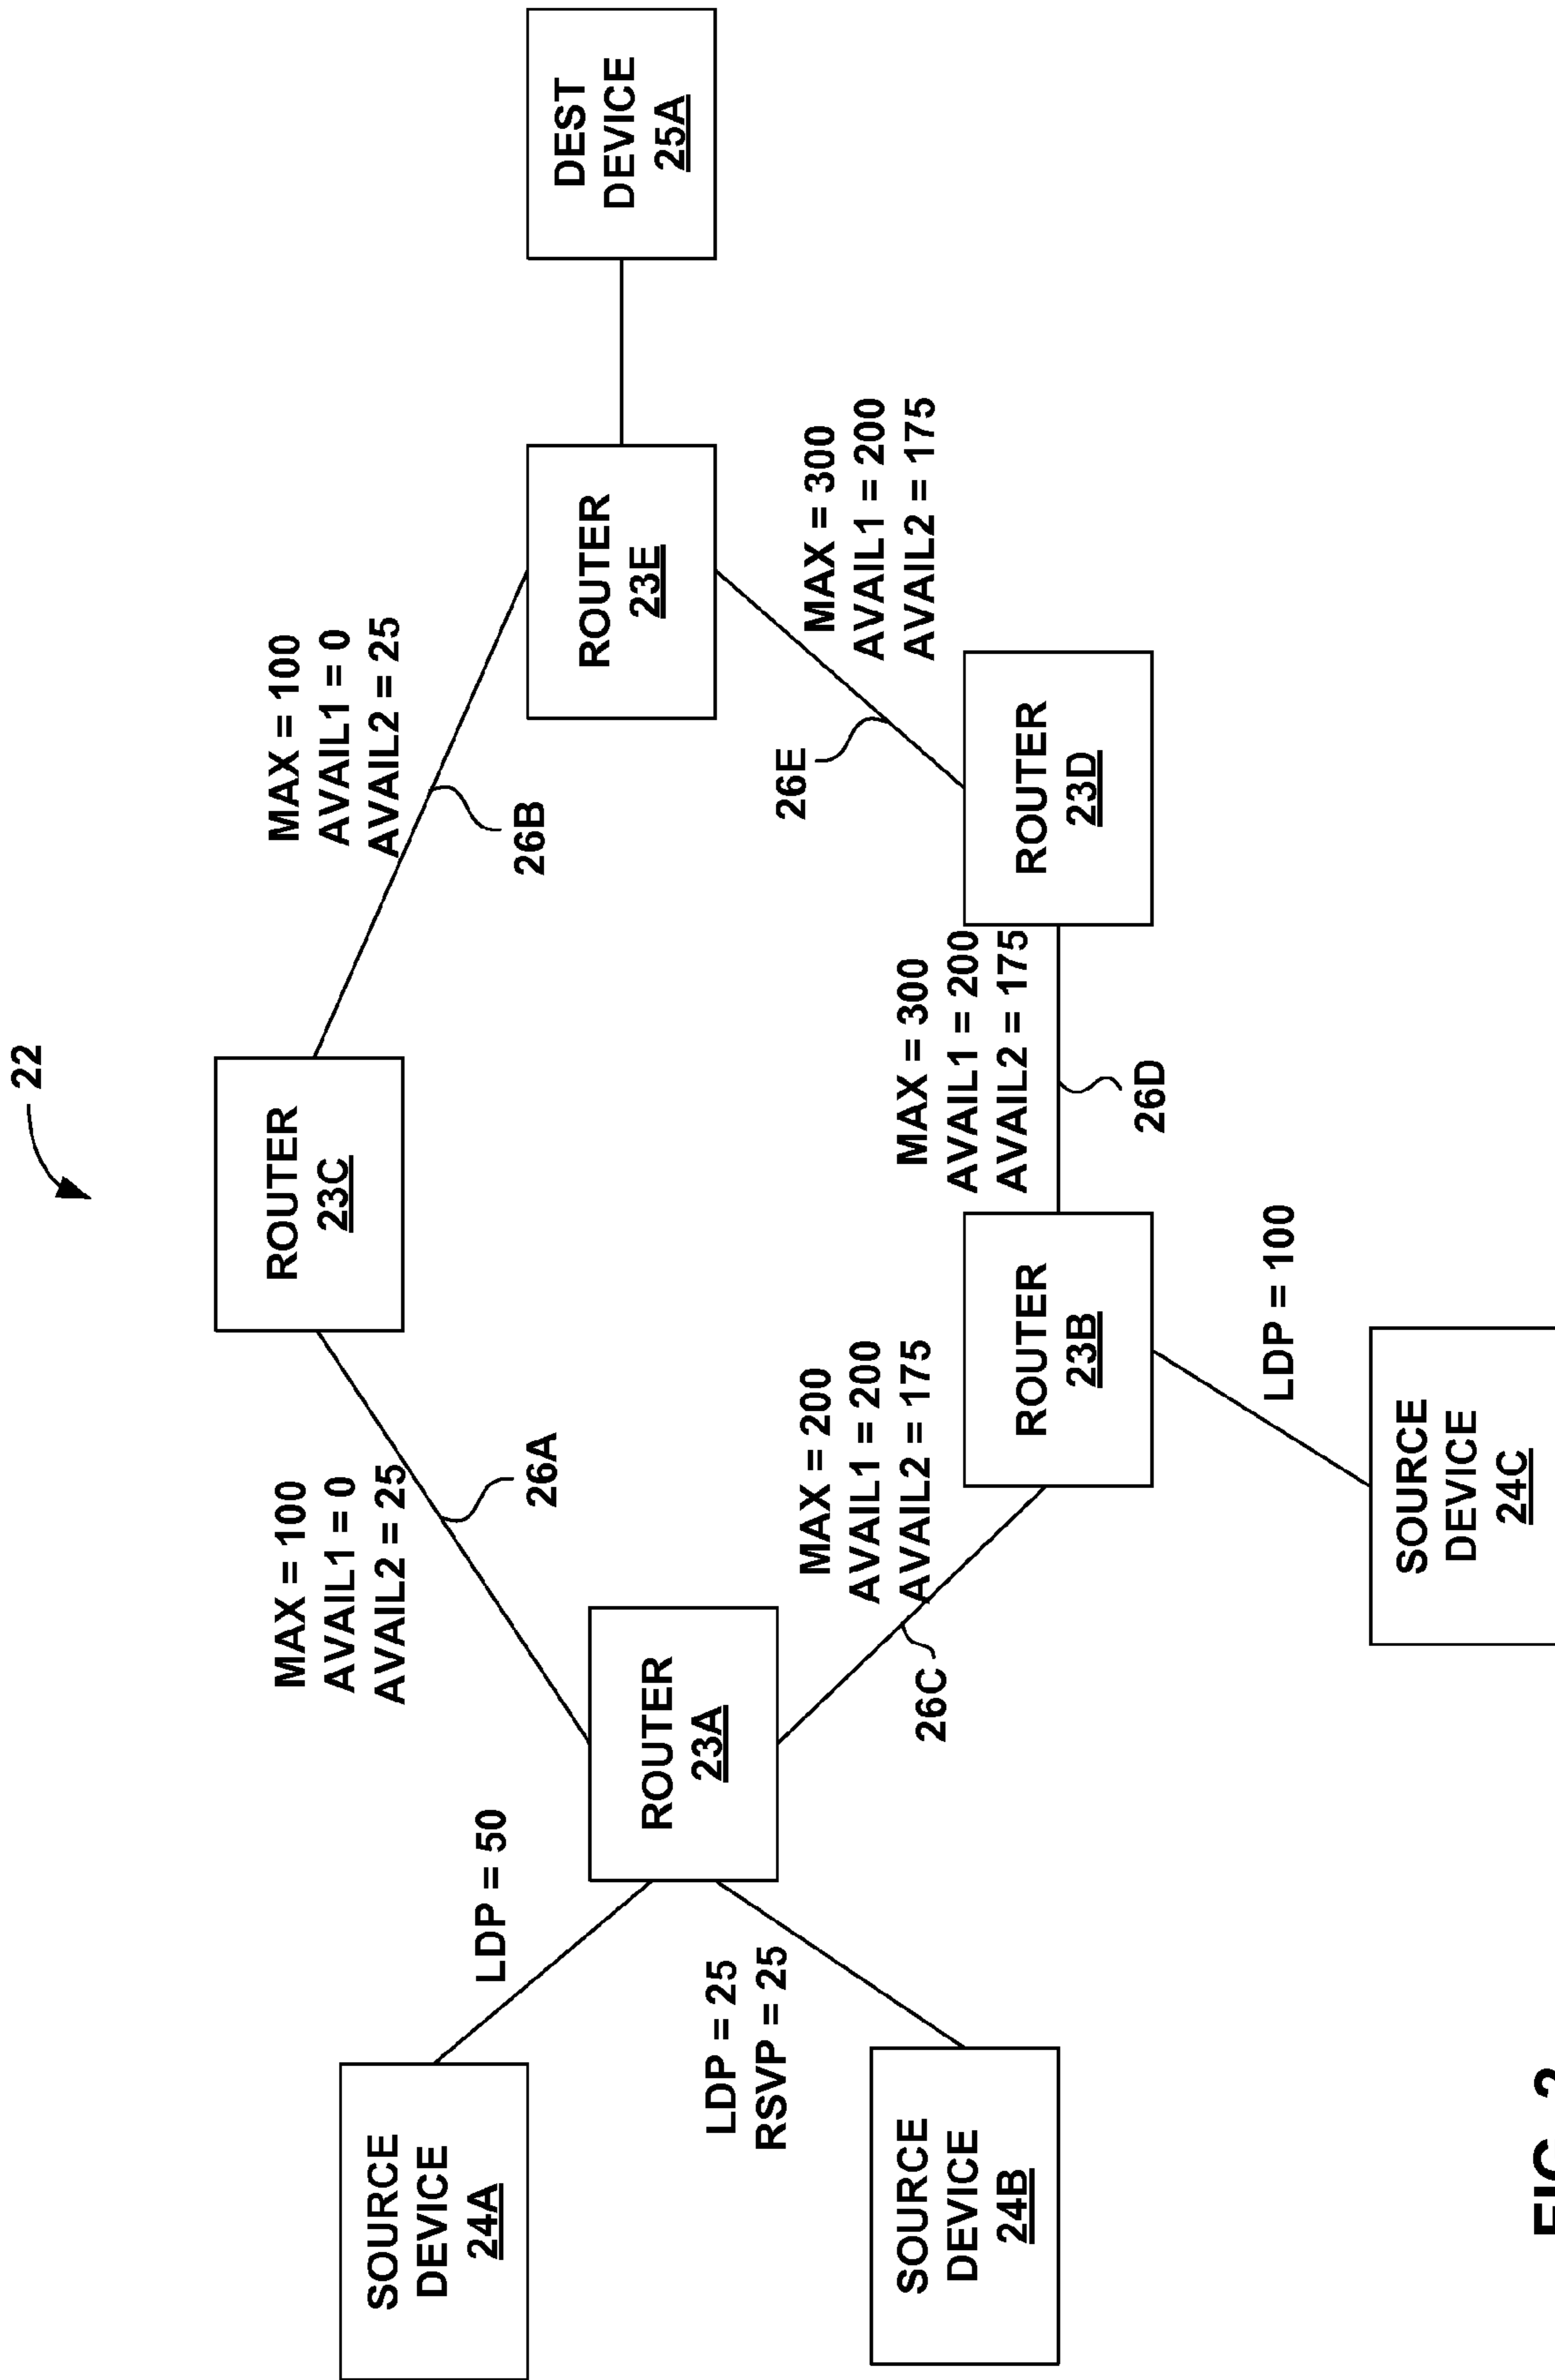 22
ROUTER
23C
MAX = 100
AVAIL1 = 0
AVAIL2 = 25
26A
MAX = 100
AVAIL1 = 0
AVAIL2 = 25
26B
SOURCE
DEVICE
24A
LDP = 50
LDP = 25
RSVP = 25
SOURCE
DEVICE
24B
ROUTER
23A
ROUTER
23E
DEST
DEVICE
25A
MAX = 200
AVAIL1 = 200
AVAIL2 = 175
26C
MAX = 300
AVAIL1 = 200
AVAIL2 = 175
26D
MAX = 300
AVAIL1 = 200
AVAIL2 = 175
26E
ROUTER
23B
ROUTER
23D
LDP = 100
SOURCE
DEVICE
24C
FIG. 2